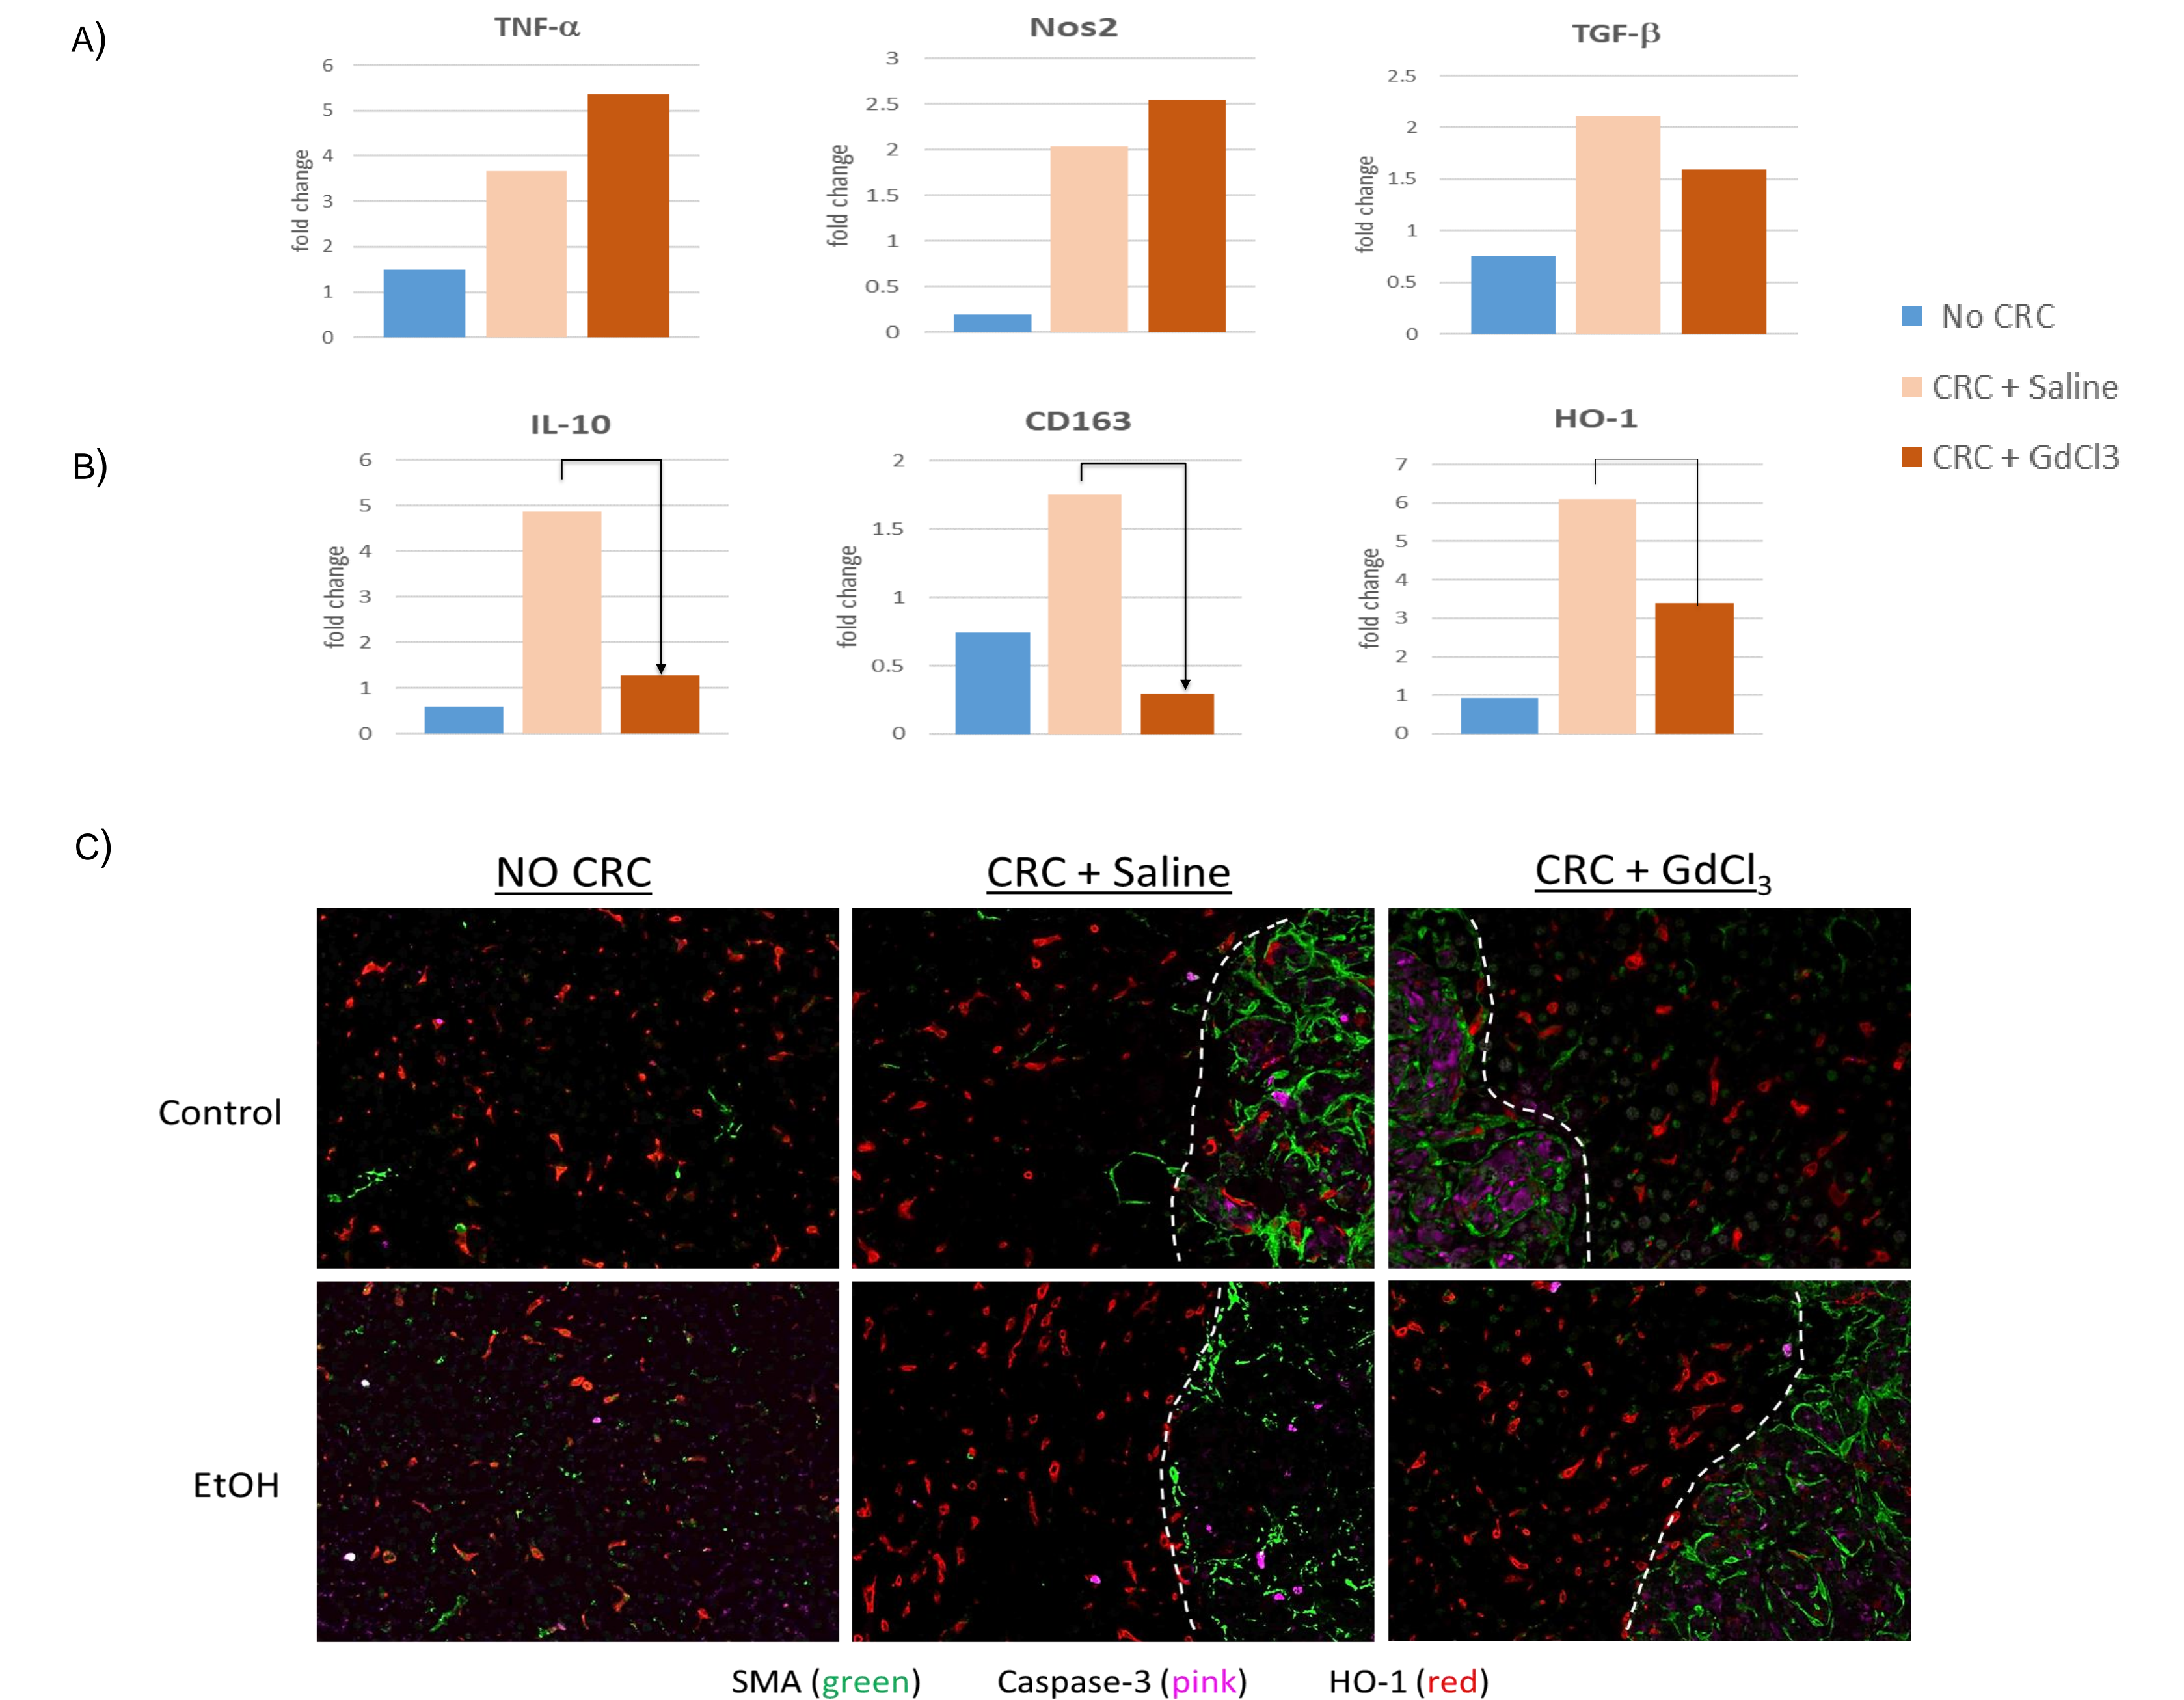 A)
TNF-α
Nos2
TGF-β
6
5
4
3
2
1
0
fold change
3
2.5
2
1.5
1
0.5
0
fold change
2.5
2
1.5
1
0.5
0
fold change
No CRC
CRC + Saline
CRC + GdCl3
B)
IL-10
CD163
HO-1
6
5
4
3
2
1
0
fold change
2
1.5
1
0.5
0
fold change
7
6
5
4
3
2
1
0
fold change
C)
NO CRC
CRC + Saline
CRC + GdCl₃
Control
EtOH
SMA (green) Caspase-3 (pink) HO-1 (red)